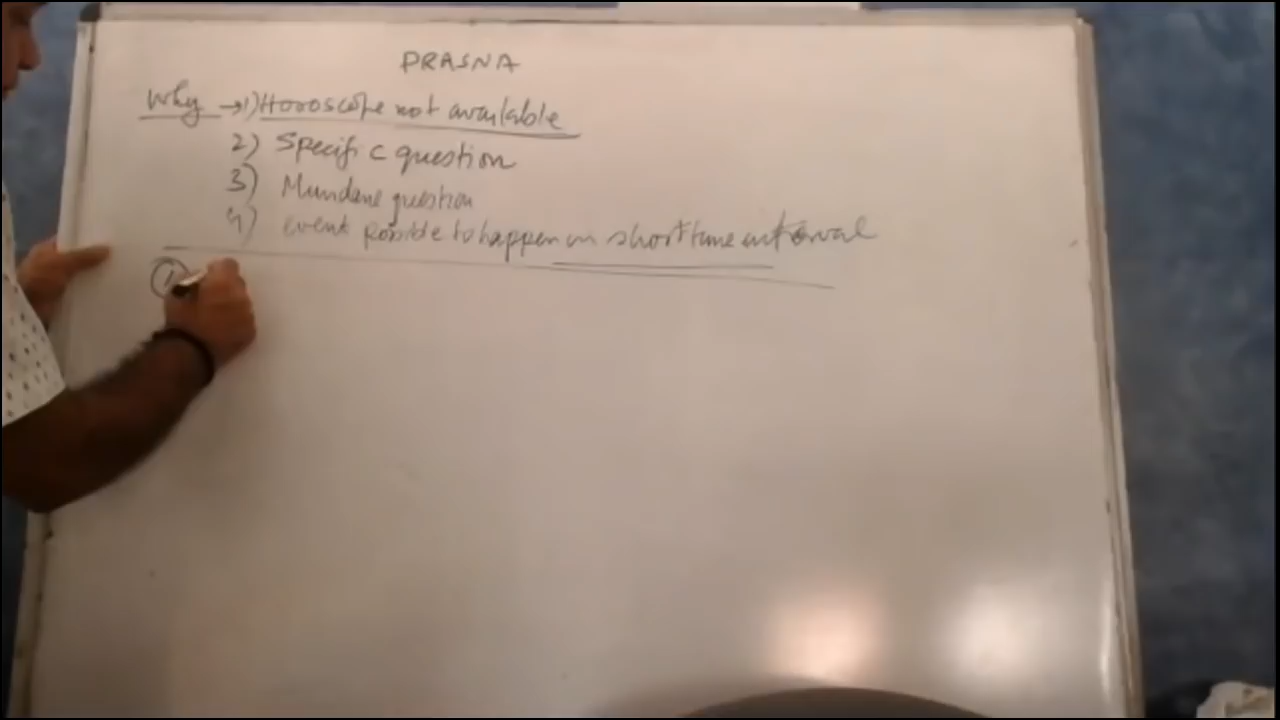 PRASNA
Why → 1) Horoscope not available
2) Specific question
3) Mundane question
4) event possible to happen in short time interval
1